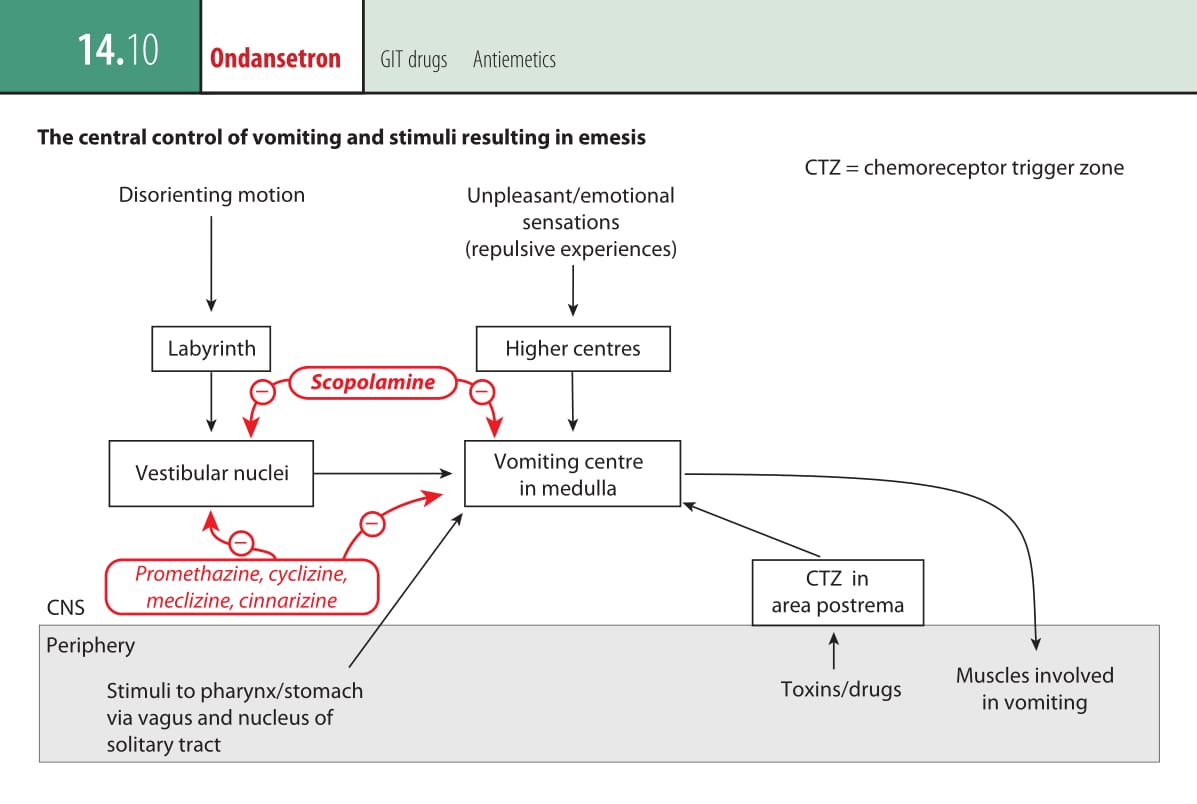 14.10
Ondansetron
GIT drugs
Antiemetics
The central control of vomiting and stimuli resulting in emesis
CTZ = chemoreceptor trigger zone
Disorienting motion
Unpleasant/emotional
sensations
(repulsive experiences)
Labyrinth
Higher centres
Scopolamine
−
−
Vestibular nuclei
Vomiting centre
in medulla
−
−
Promethazine, cyclizine,
meclizine, cinnarizine
CTZ in
area postrema
CNS
Periphery
Stimuli to pharynx/stomach
via vagus and nucleus of
solitary tract
Toxins/drugs
Muscles involved
in vomiting